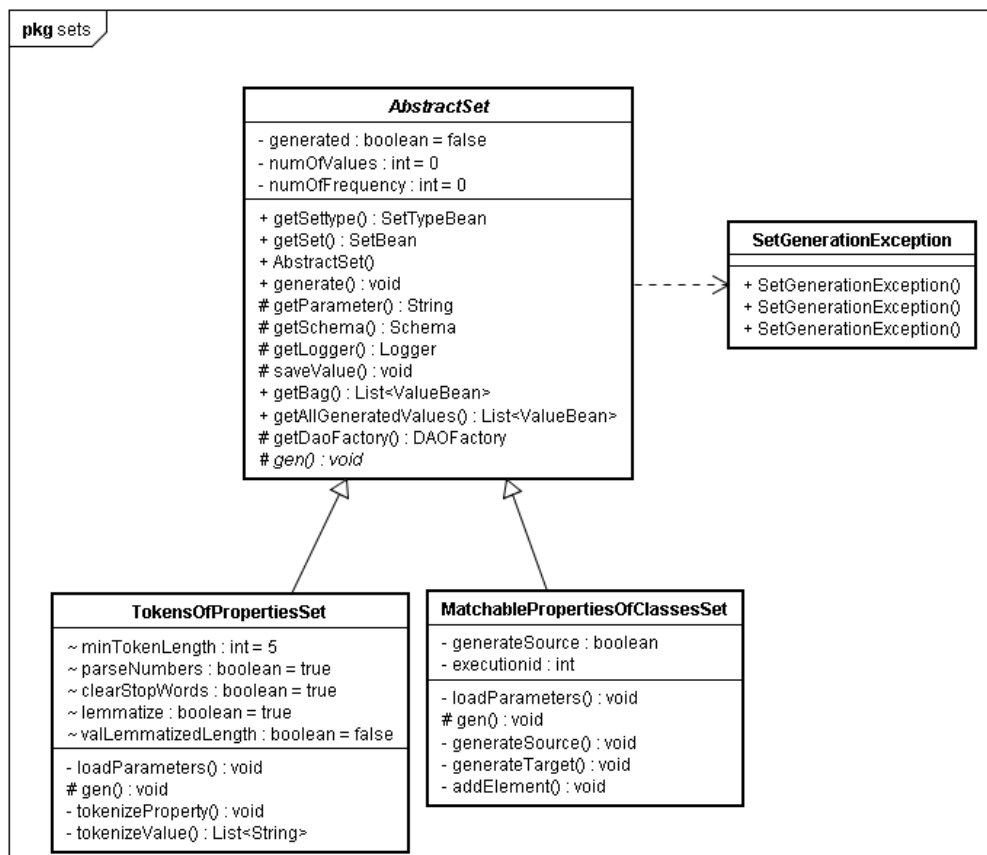 pkg sets
AbstractSet
- generated : boolean = false
- numOfValues : int = 0
- numOfFrequency : int = 0
+ getSettype() : SetTypeBean
+ getSet() : SetBean
+ AbstractSet()
+ generate() : void
# getParameter() : String
# getSchema() : Schema
# getLogger() : Logger
# saveValue() : void
+ getBag() : List<ValueBean>
+ getAllGeneratedValues() : List<ValueBean>
# getDaoFactory() : DAOFactory
# gen() : void
SetGenerationException
+ SetGenerationException()
+ SetGenerationException()
+ SetGenerationException()
TokensOfPropertiesSet
~ minTokenLength : int = 5
~ parseNumbers : boolean = true
~ clearStopWords : boolean = true
~ lemmatize : boolean = true
~ valLemmatizedLength : boolean = false
- loadParameters() : void
# gen() : void
- tokenizeProperty() : void
- tokenizeValue() : List<String>
MatchablePropertiesOfClassesSet
- generateSource : boolean
- executionid : int
- loadParameters() : void
# gen() : void
- generateSource() : void
- generateTarget() : void
- addElement() : void